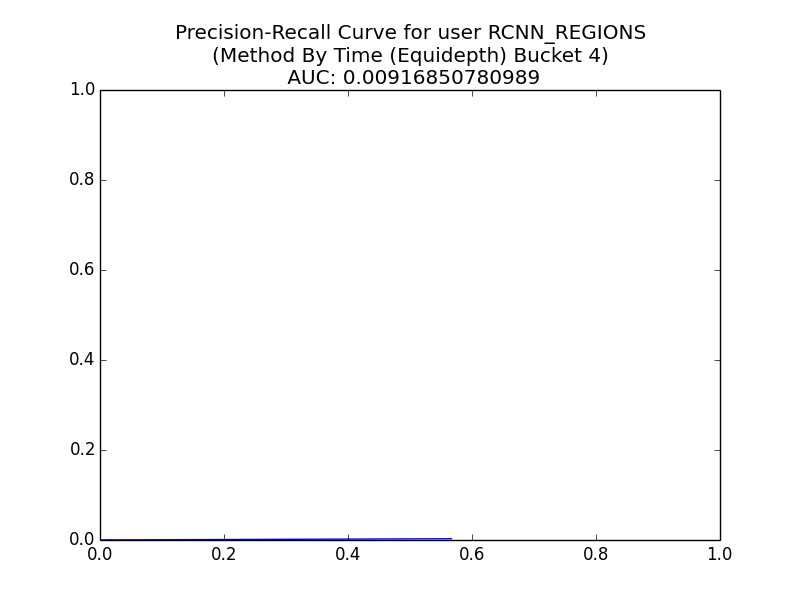 Precision-Recall Curve for user RCNN_REGIONS
(Method By Time (Equidepth) Bucket 4)
AUC: 0.00916850780989
1.0
0.8
0.6
0.4
0.2
0.0
0.0 0.2 0.4 0.6 0.8 1.0